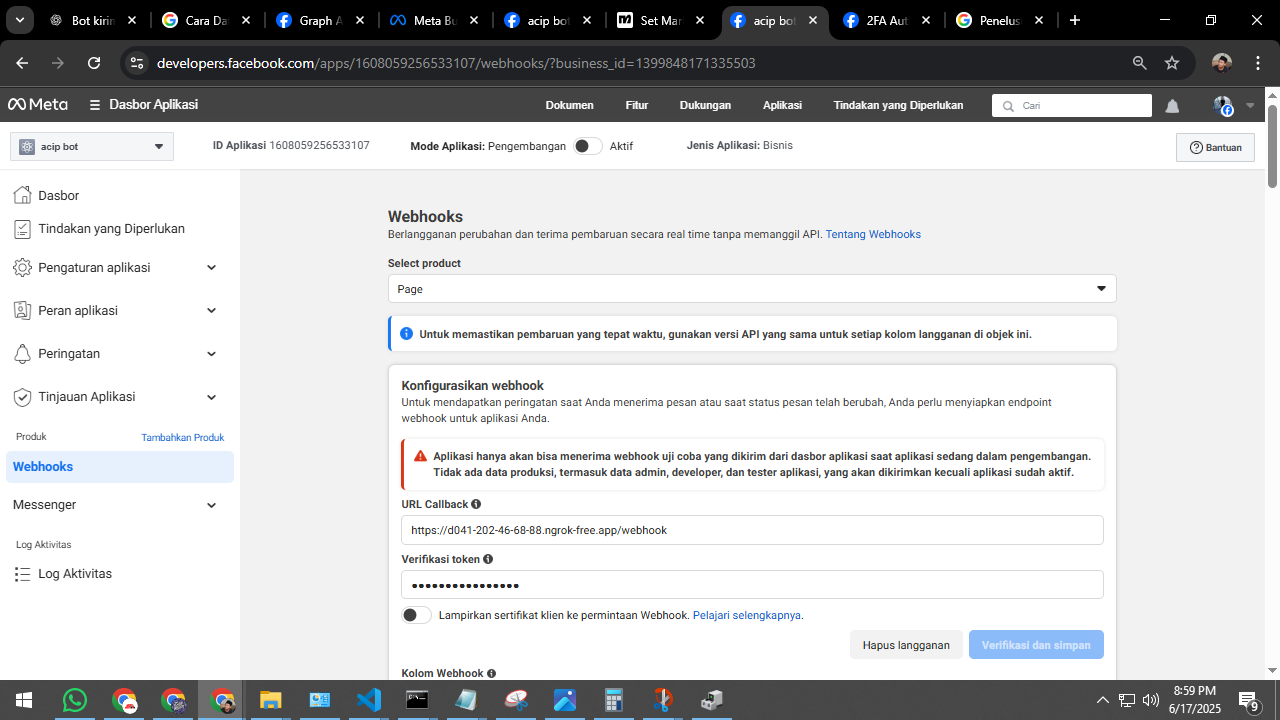 Bot kirin
Cara Daf
Graph A
Meta Bu
acip bot
Set Mar
acip bot
2FA Aut
Penelus
developers.facebook.com/apps/1608059256533107/webhooks/?business_id=1399848171335503
Meta
Dasbor Aplikasi
Dokumen
Fitur
Dukungan
Aplikasi
Tindakan yang Diperlukan
Cari
acip bot
ID Aplikasi 1608059256533107
Mode Aplikasi: Pengembangan
Aktif
Jenis Aplikasi: Bisnis
Bantuan
Dasbor
Tindakan yang Diperlukan
Pengaturan aplikasi
Peran aplikasi
Peringatan
Tinjauan Aplikasi
Produk
Tambahkan Produk
Webhooks
Messenger
Log Aktivitas
Log Aktivitas
Webhooks
Berlangganan perubahan dan terima pembaruan secara real time tanpa memanggil API. Tentang Webhooks
Select product
Page
Untuk memastikan pembaruan yang tepat waktu, gunakan versi API yang sama untuk setiap kolom langganan di objek ini.
Konfigurasikan webhook
Untuk mendapatkan peringatan saat Anda menerima pesan atau saat status pesan telah berubah, Anda perlu menyiapkan endpoint
webhook untuk aplikasi Anda.
Aplikasi hanya akan bisa menerima webhook uji coba yang dikirim dari dasbor aplikasi saat aplikasi sedang dalam pengembangan.
Tidak ada data produksi, termasuk data admin, developer, dan tester aplikasi, yang akan dikirimkan kecuali aplikasi sudah aktif.
URL Callback
https://d041-202-46-68-88.ngrok-free.app/webhook
Verifikasi token
••••••••••••••••
Lampirkan sertifikat klien ke permintaan Webhook. Pelajari selengkapnya.
Hapus langganan
Verifikasi dan simpan
Kolom Webhook
8:59 PM
6/17/2025
9